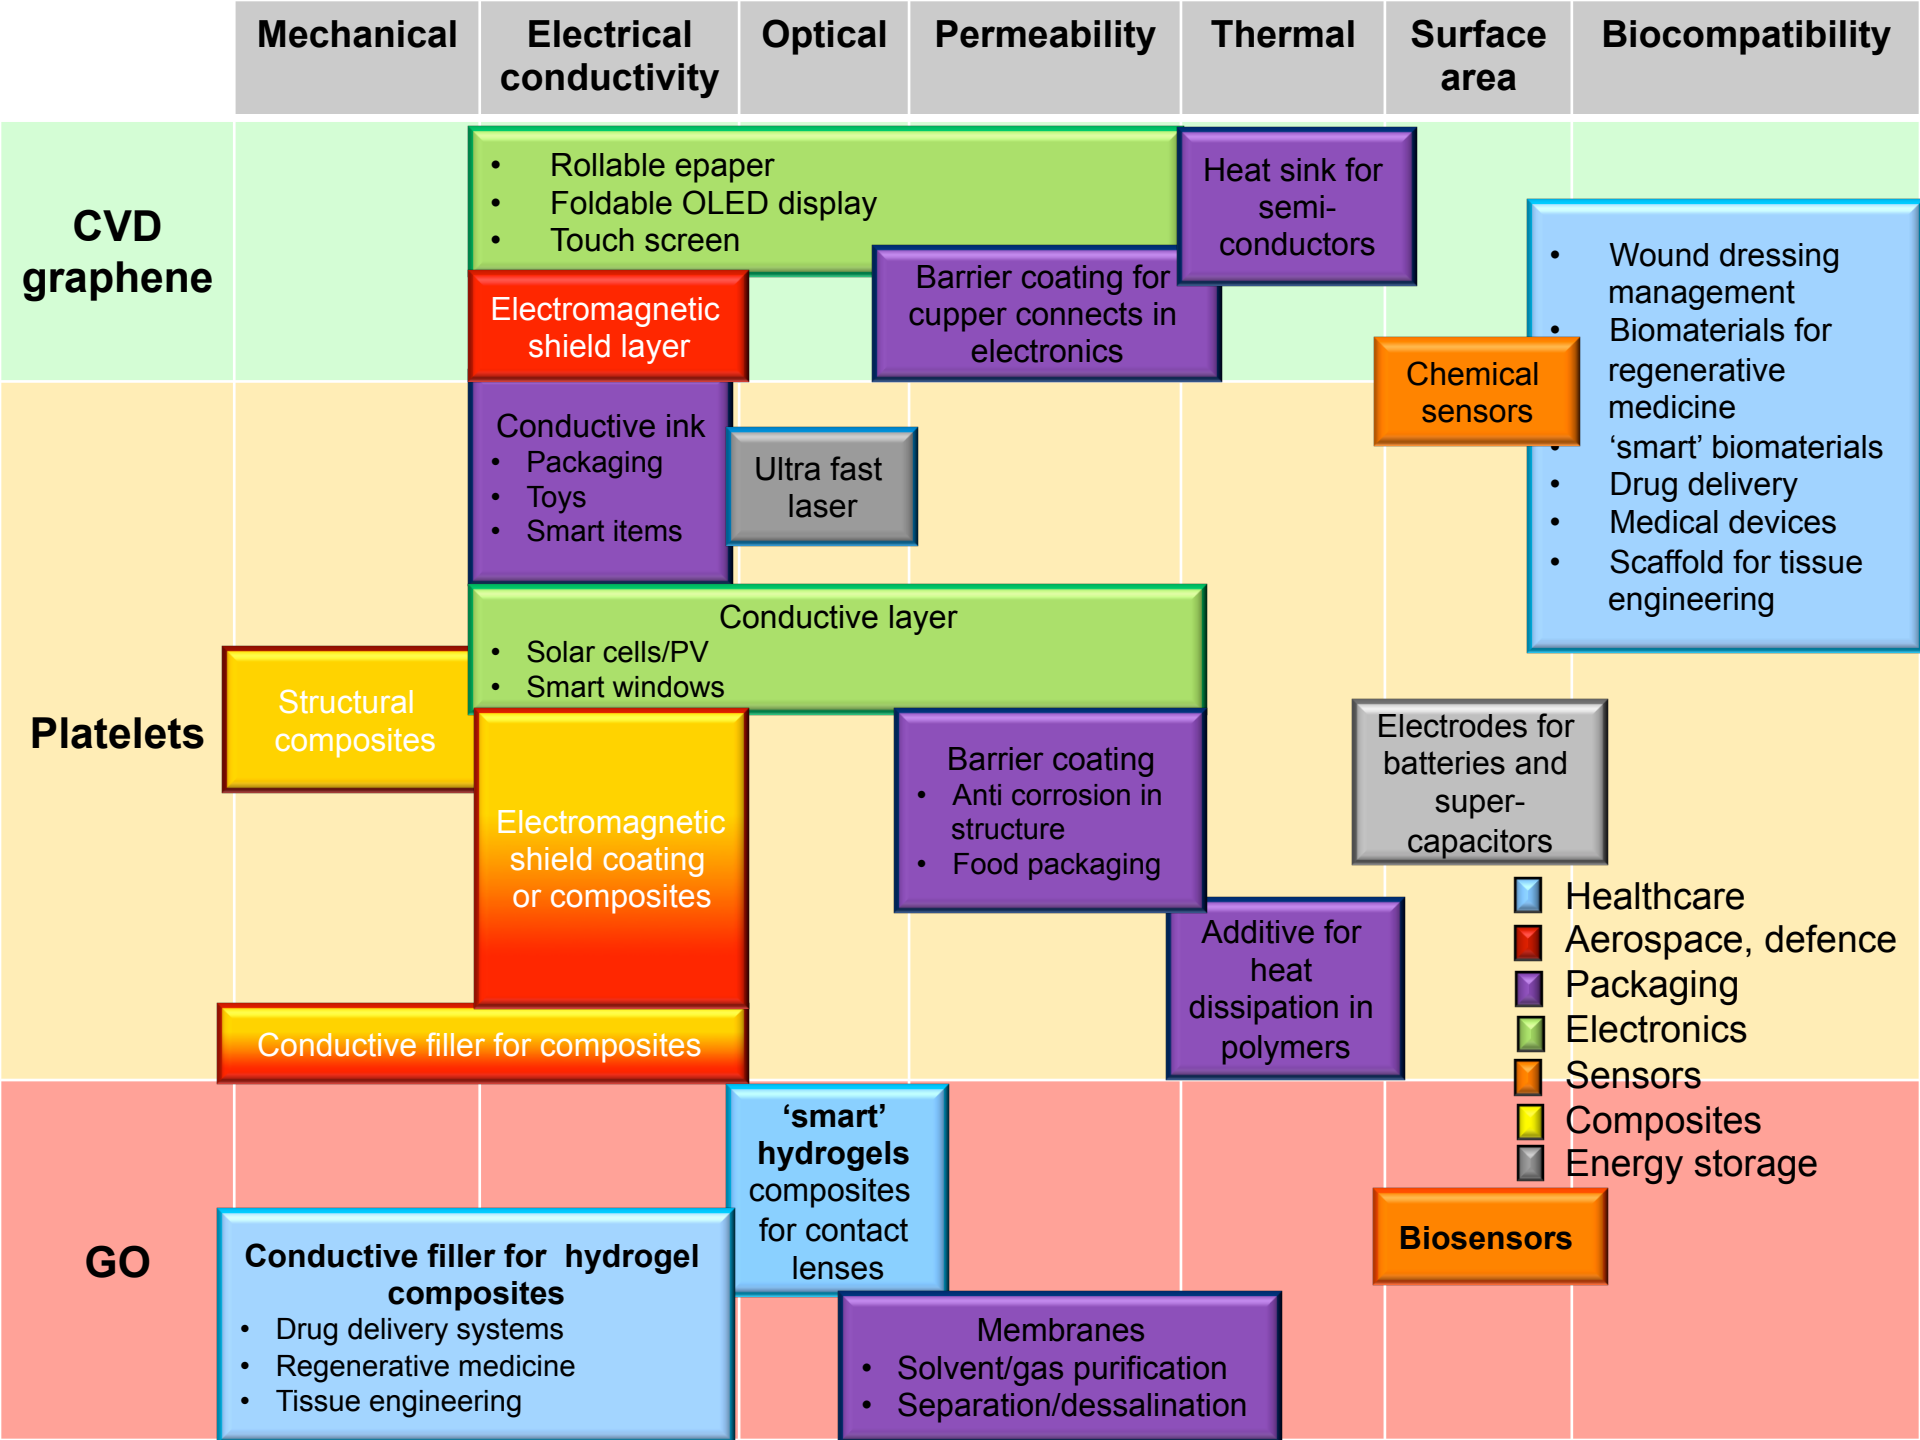 Mechanical
Electrical
conductivity
Optical
Permeability
Thermal
Surface
area
Biocompatibility
CVD
graphene
• Rollable epaper
• Foldable OLED display
• Touch screen
Heat sink for
semi-
conductors
Electromagnetic
shield layer
Barrier coating for
cupper connects in
electronics
Chemical
sensors
• Wound dressing
management
• Biomaterials for
regenerative
medicine
• ‘smart’ biomaterials
• Drug delivery
• Medical devices
• Scaffold for tissue
engineering
Platelets
Conductive ink
• Packaging
• Toys
• Smart items
Ultra fast
laser
Conductive layer
• Solar cells/PV
• Smart windows
Structural
composites
Electromagnetic
shield coating
or composites
Barrier coating
• Anti corrosion in
structure
• Food packaging
Electrodes for
batteries and
super-
capacitors
Additive for
heat
dissipation in
polymers
Conductive filler for composites
Healthcare
Aerospace, defence
Packaging
Electronics
Sensors
Composites
Energy storage
GO
‘smart’
hydrogels
composites
for contact
lenses
Conductive filler for hydrogel
composites
• Drug delivery systems
• Regenerative medicine
• Tissue engineering
Membranes
• Solvent/gas purification
• Separation/dessalination
Biosensors